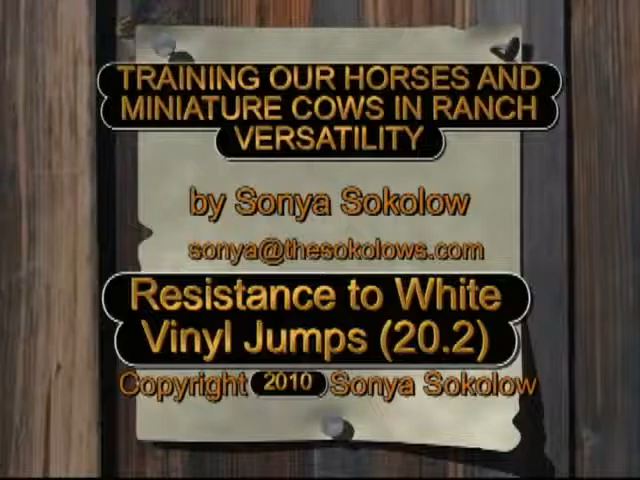 TRAINING OUR HORSES AND
MINIATURE COWS IN RANCH
VERSATILITY
by Sonya Sokolow
sonya@thesokolows.com
Resistance to White
Vinyl Jumps (20.2)
Copyright 2010 Sonya Sokolow